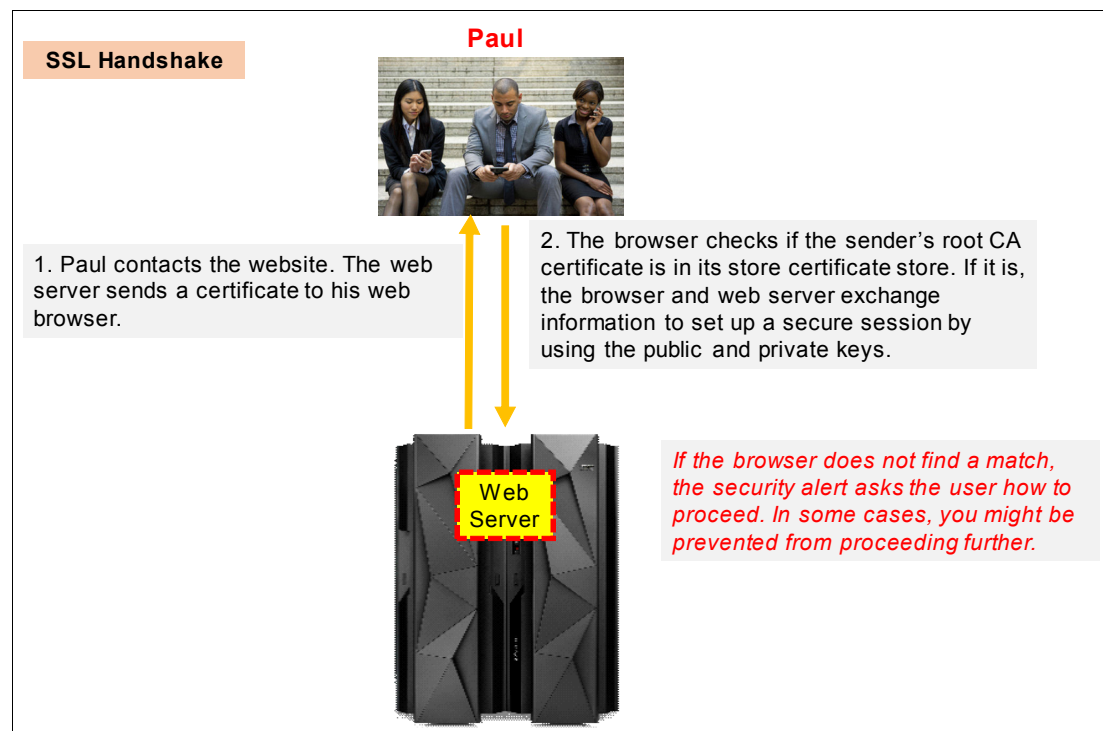 SSL Handshake
Paul
1. Paul contacts the website. The web
server sends a certificate to his web
browser.
2. The browser checks if the sender’s root CA
certificate is in its store certificate store. If it is,
the browser and web server exchange
information to set up a secure session by
using the public and private keys.
Web
Server
If the browser does not find a match,
the security alert asks the user how to
proceed. In some cases, you might be
prevented from proceeding further.